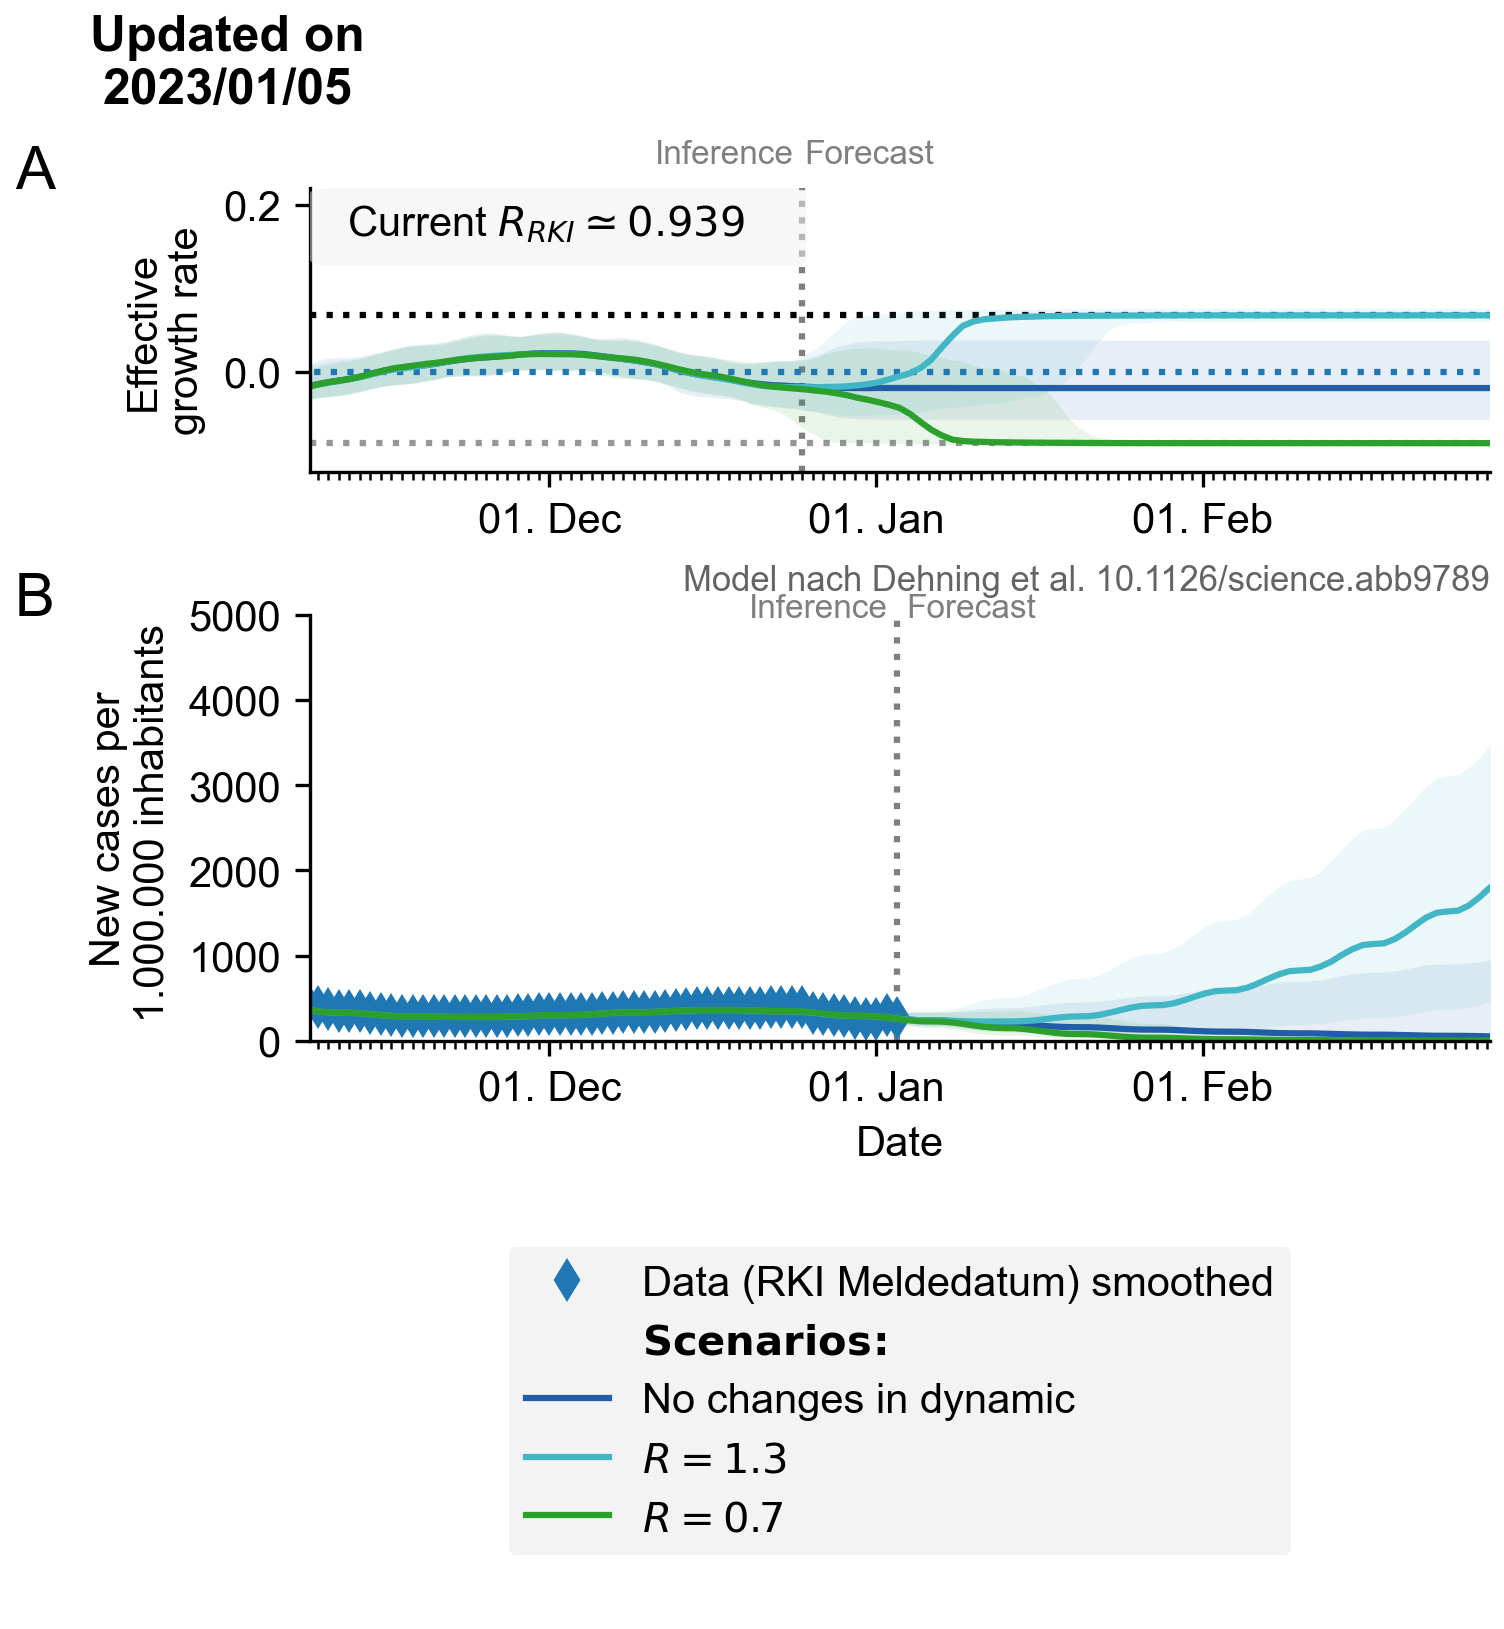 Updated on
2023/01/05
A
Inference Forecast
0.2
Current R_RKI ≃ 0.939
Effective
growth rate
0.0
01. Dec
01. Jan
01. Feb
B
Model nach Dehning et al. 10.1126/science.abb9789
Inference Forecast
5000
4000
3000
2000
1000
0
New cases per
1.000.000 inhabitants
01. Dec
01. Jan
01. Feb
Date
Data (RKI Meldedatum) smoothed
Scenarios:
No changes in dynamic
R = 1.3
R = 0.7